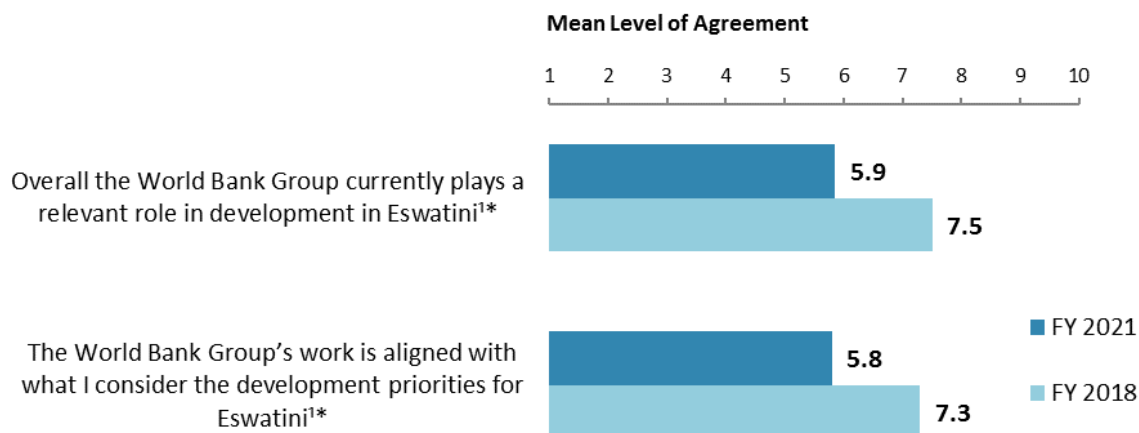 Mean Level of Agreement
1 2 3 4 5 6 7 8 9 10
Overall the World Bank Group currently plays a
relevant role in development in Eswatini¹*
5.9
7.5
The World Bank Group’s work is aligned with
what I consider the development priorities for
Eswatini¹*
5.8
7.3
FY 2021
FY 2018